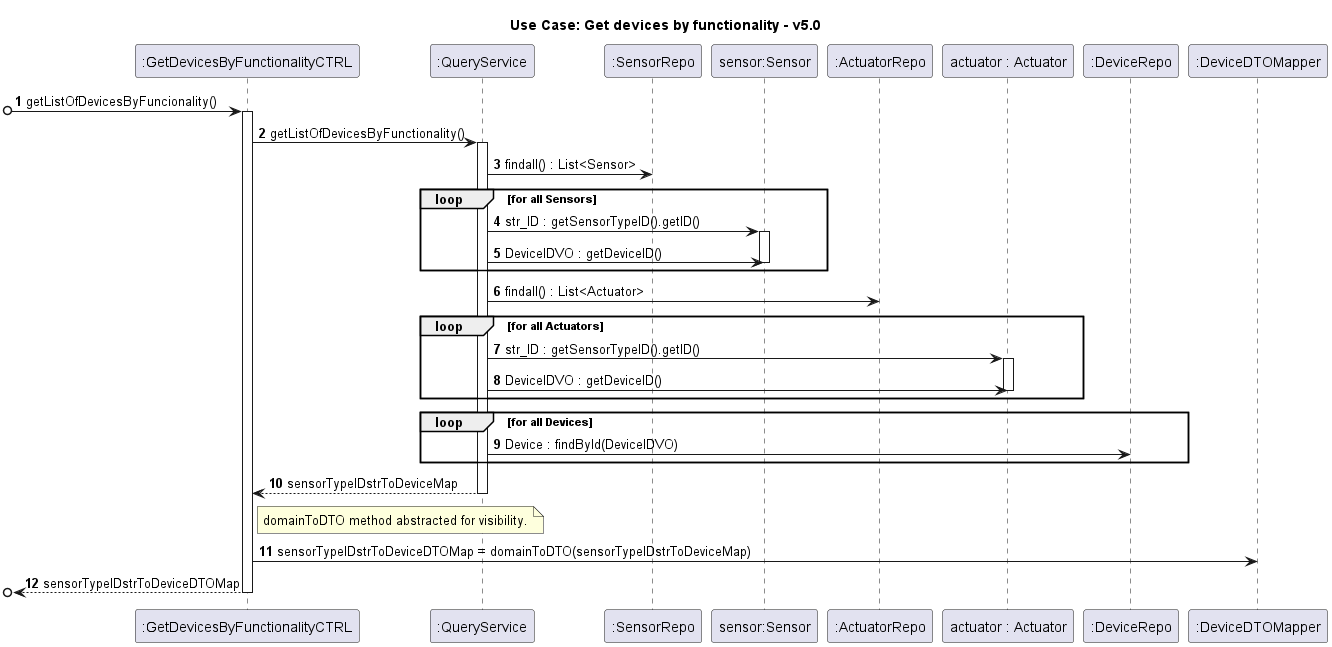 Use Case: Get devices by functionality - v5.0
:GetDevicesByFunctionalityCTRL :QueryService :SensorRepo sensor:Sensor :ActuatorRepo actuator : Actuator :DeviceRepo :DeviceDTOMapper
1 getListOfDevicesByFuncionality()
2 getListOfDevicesByFunctionality()
3 findall() : List<Sensor>
loop [for all Sensors]
4 str_ID : getSensorTypeID().getID()
5 DeviceIDVO : getDeviceID()
6 findall() : List<Actuator>
loop [for all Actuators]
7 str_ID : getSensorTypeID().getID()
8 DeviceIDVO : getDeviceID()
loop [for all Devices]
9 Device : findById(DeviceIDVO)
10 sensorTypeIDstrToDeviceMap
domainToDTO method abstracted for visibility.
11 sensorTypeIDstrToDeviceDTOMap = domainToDTO(sensorTypeIDstrToDeviceMap)
12 sensorTypeIDstrToDeviceDTOMap
:GetDevicesByFunctionalityCTRL :QueryService :SensorRepo sensor:Sensor :ActuatorRepo actuator : Actuator :DeviceRepo :DeviceDTOMapper